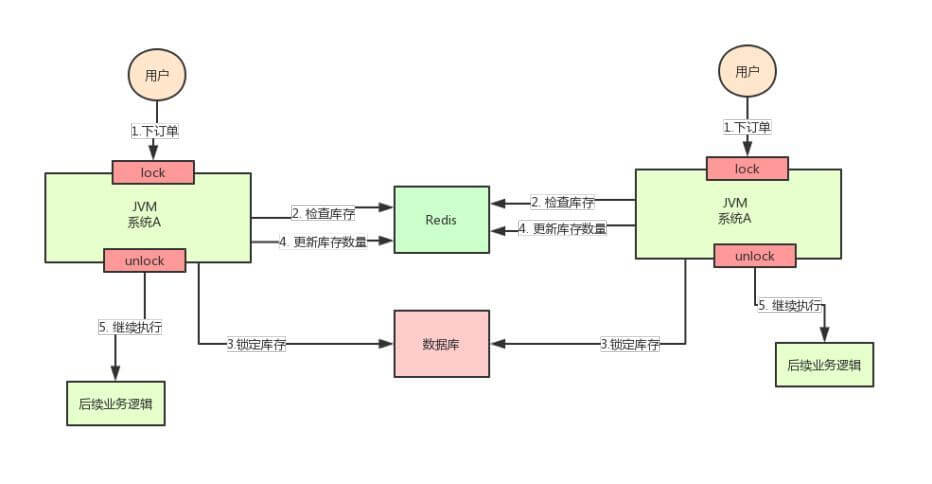 用户
用户
1.下订单
1.下订单
lock
lock
JVM
系统A
JVM
系统A
2. 检查库存
Redis
2. 检查库存
4. 更新库存数量
4. 更新库存数量
unlock
unlock
5. 继续执行
5. 继续执行
3.锁定库存
数据库
3.锁定库存
后续业务逻辑
后续业务逻辑